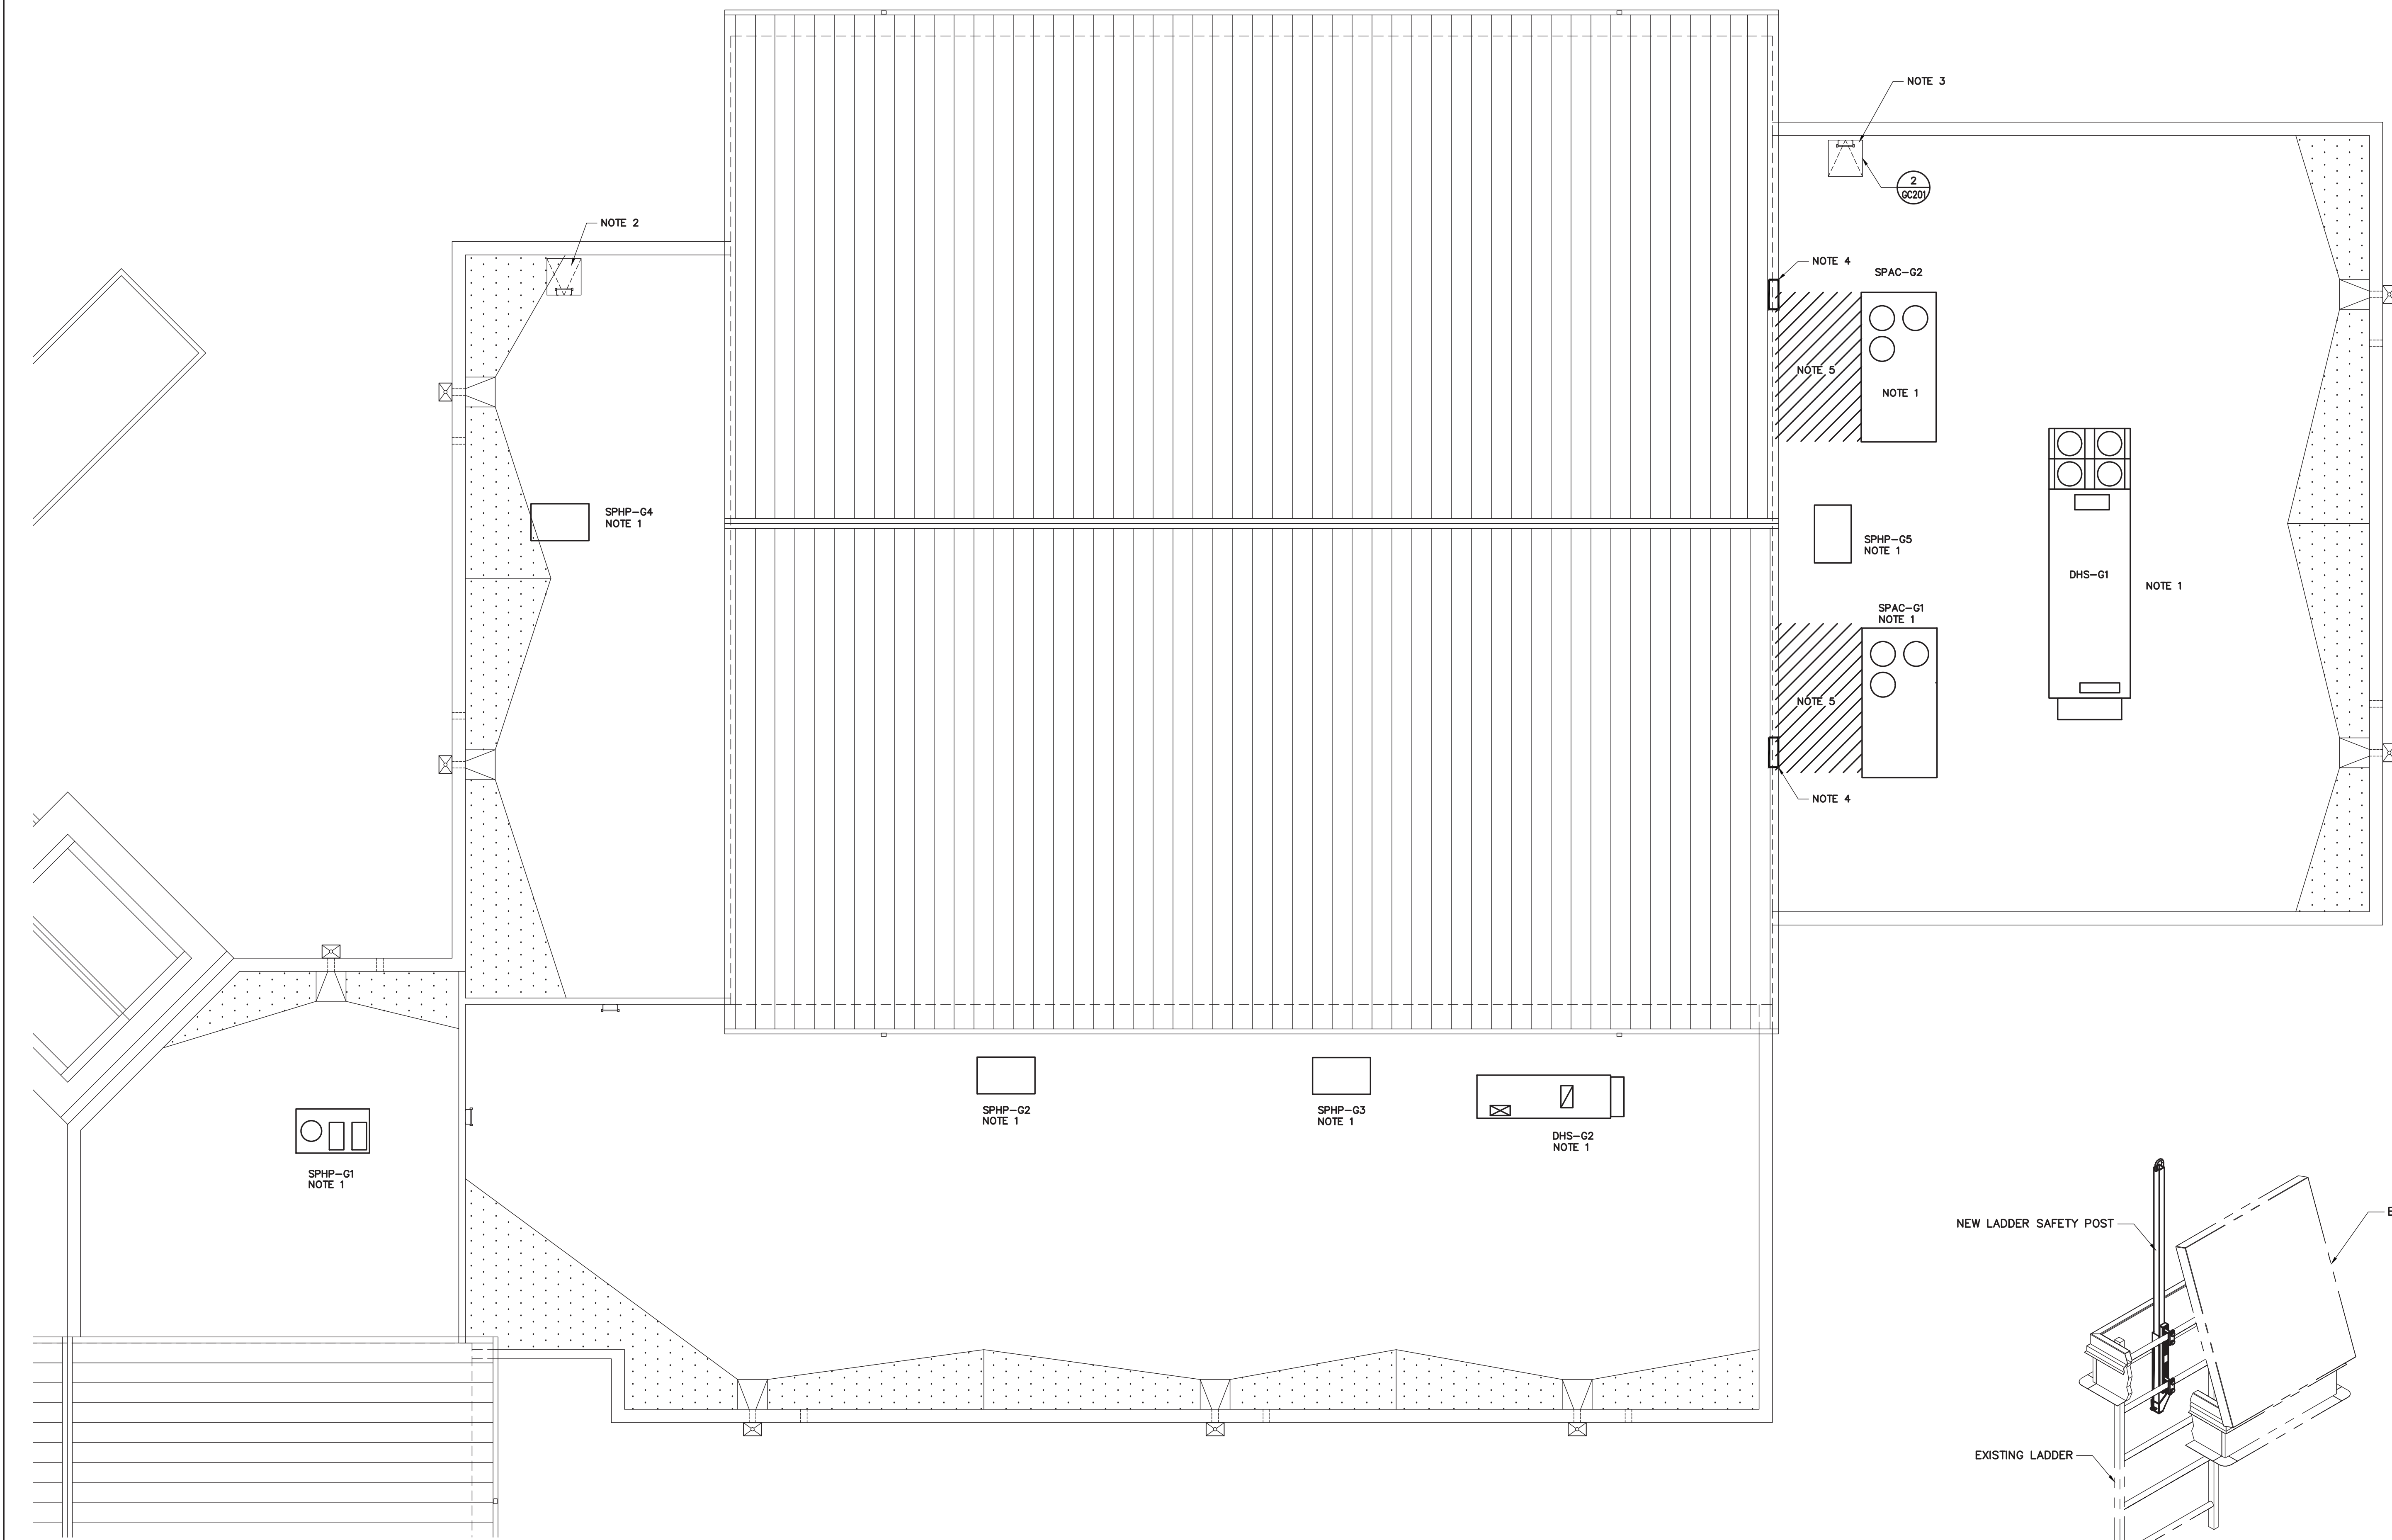 NOTE 3
2
GC201
NOTE 2
NOTE 4
SPAC-G2
NOTE 5
NOTE 1
SPHP-G4
NOTE 1
SPHP-G5
NOTE 1
DHS-G1
NOTE 1
SPAC-G1
NOTE 1
NOTE 5
NOTE 4
SPHP-G2
NOTE 1
SPHP-G3
NOTE 1
DHS-G2
NOTE 1
SPHP-G1
NOTE 1
NEW LADDER SAFETY POST
EXISTING LADDER